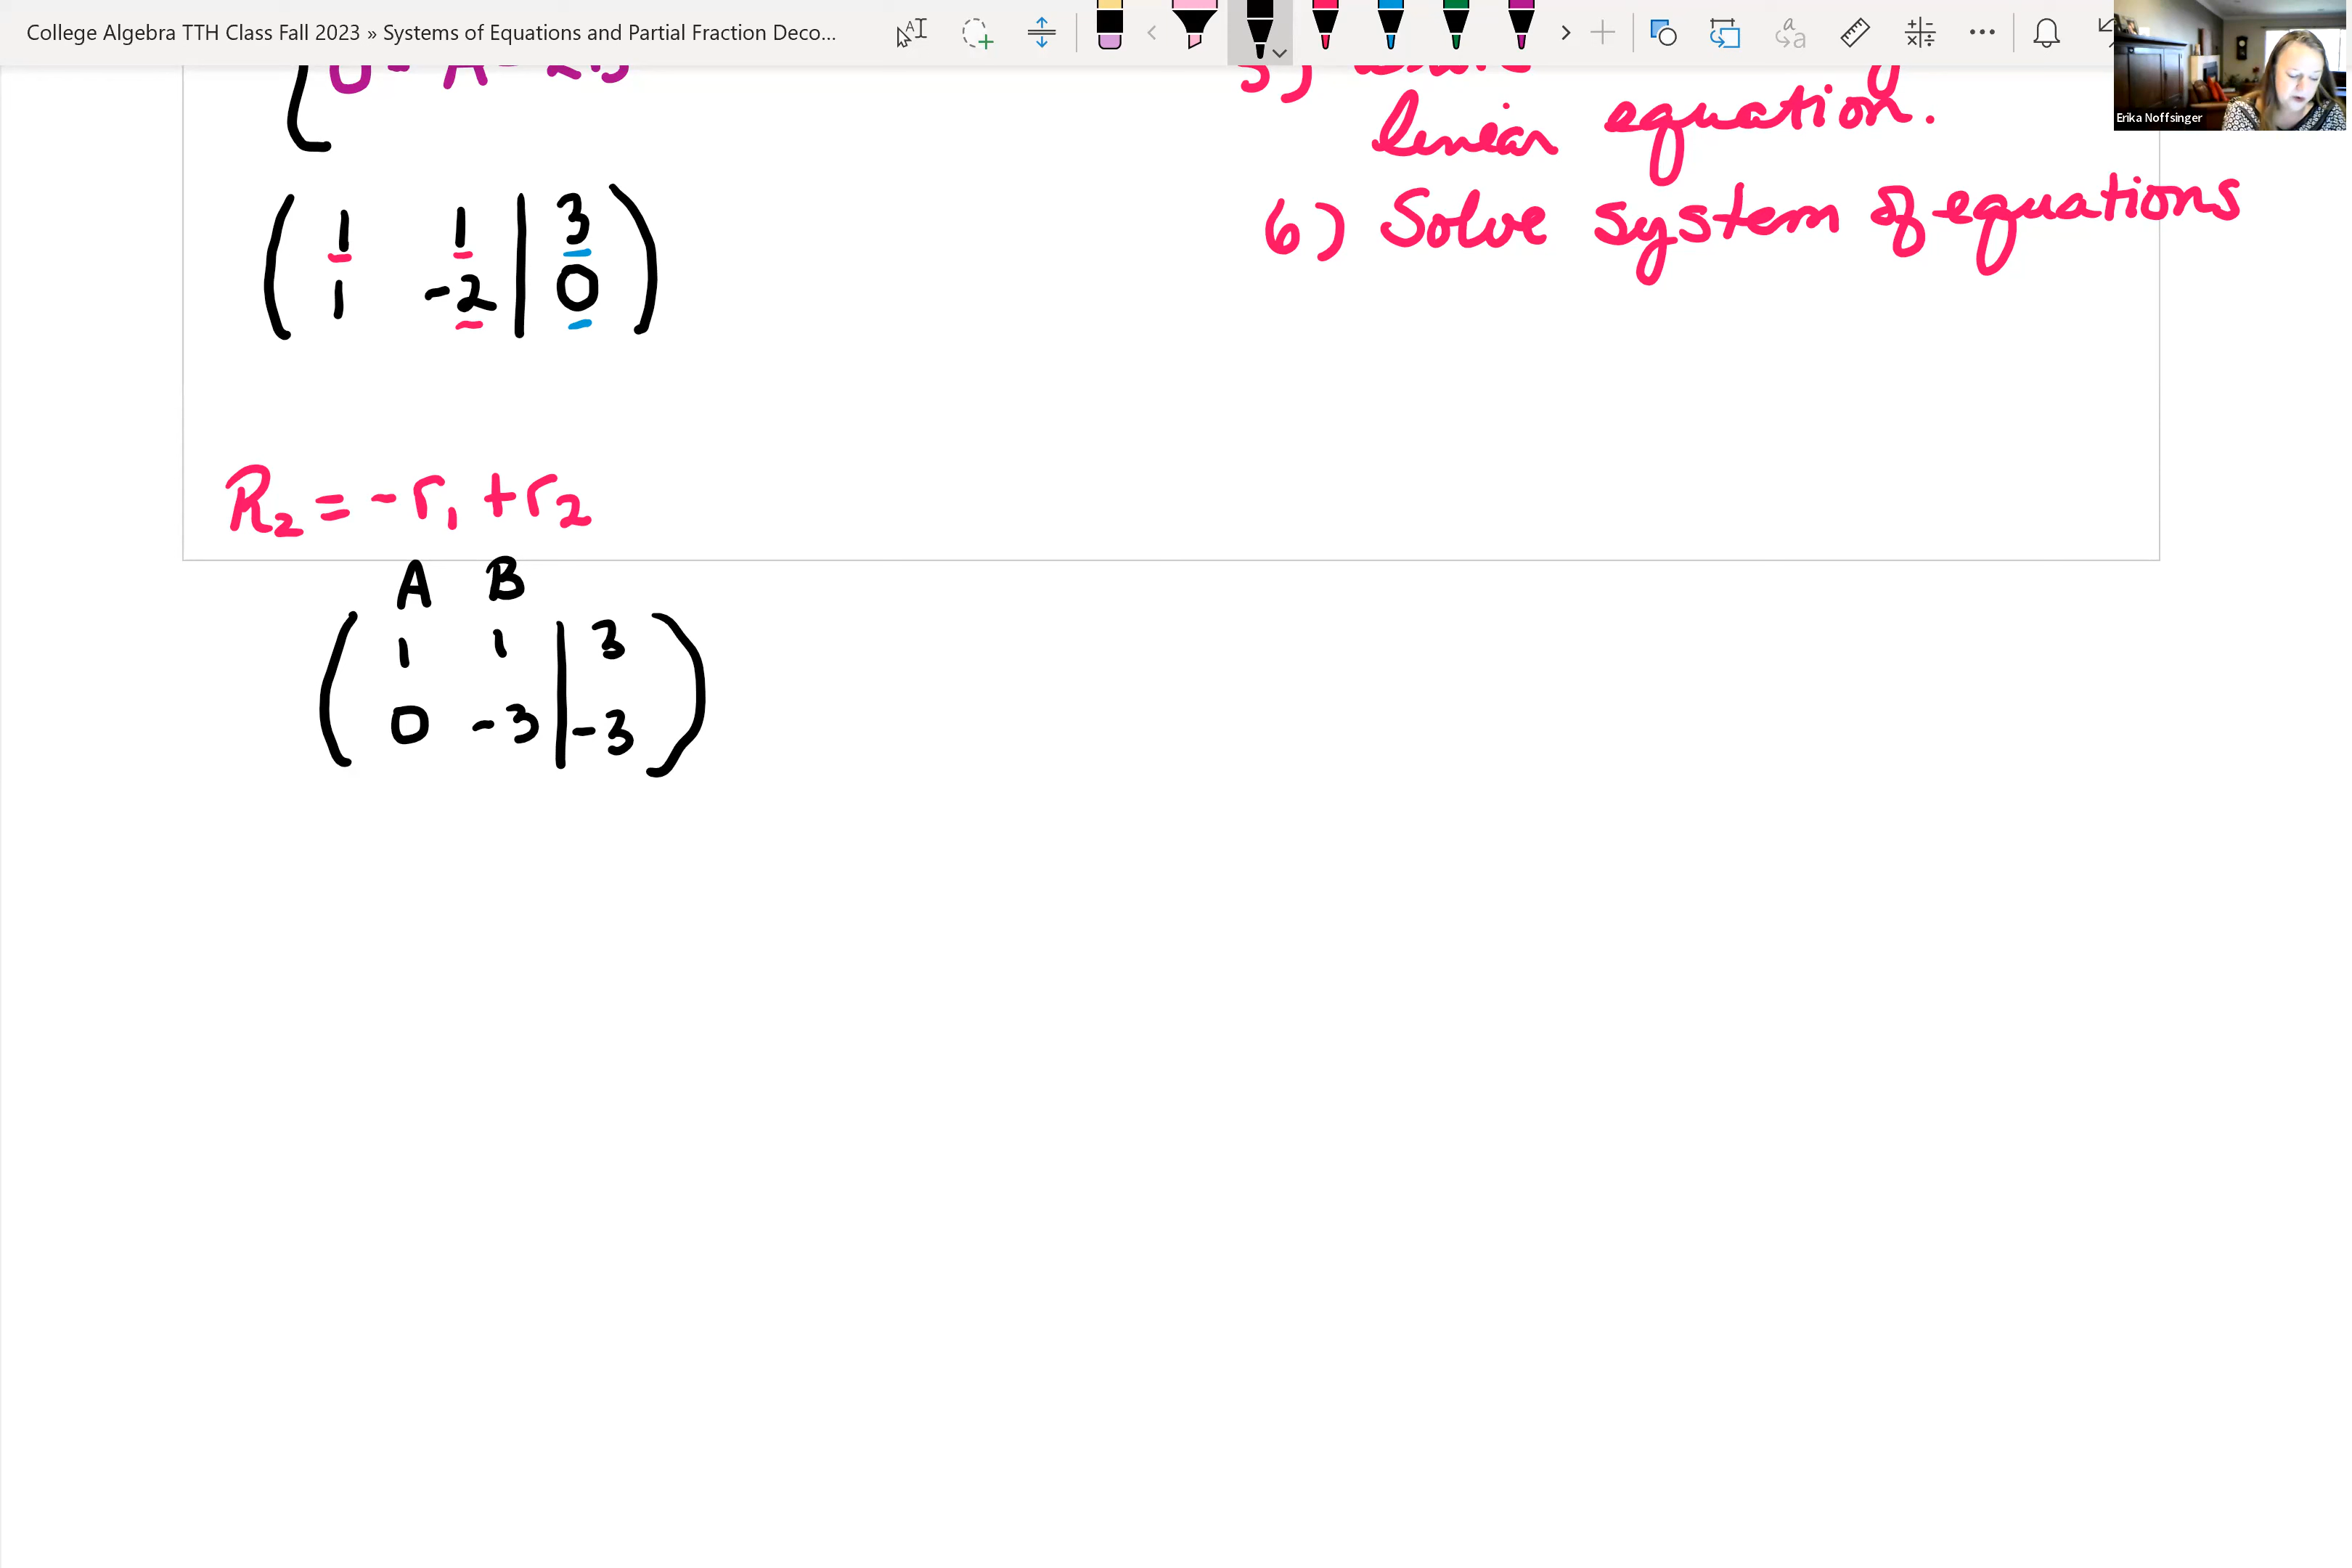 College Algebra TTH Class Fall 2023 » Systems of Equations and Partial Fraction Deco...
Erika Noffsinger
linear equation.
6) Solve system of equations
1 1 | 3
1 -2 | 0
R₂ = -r₁ + r₂
A B
1 1 | 3
0 -3 | -3